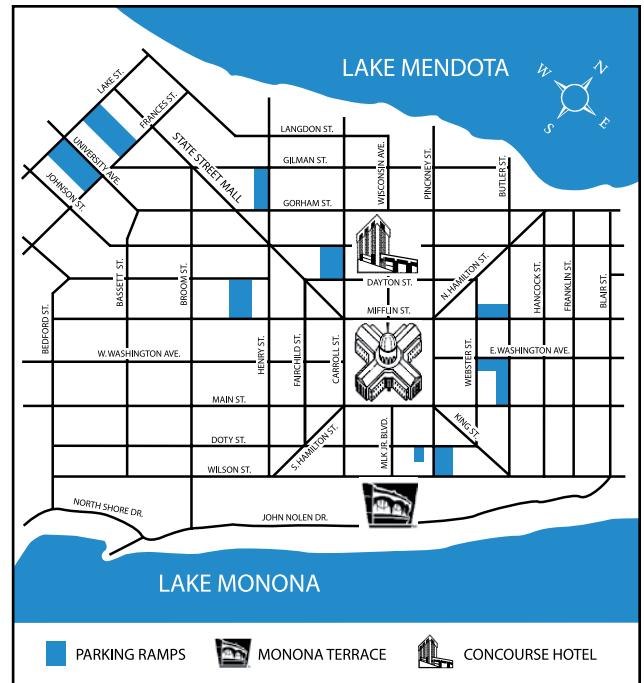 LAKE MENDOTA
N
W
E
S
LAKE ST.
FRANCES ST.
UNIVERSITY AVE.
JOHNSON ST.
STATE STREET MALL
LANGDON ST.
GILMAN ST.
GORHAM ST.
WISCONSIN AVE.
PINCKNEY ST.
BUTLER ST.
DAYTON ST.
N. HAMILTON ST.
MIFFLIN ST.
BEDFORD ST.
BASSETT ST.
BROOM ST.
HENRY ST.
FAIRCHILD ST.
CARROLL ST.
WEBSTER ST.
HANCOCK ST.
FRANKLIN ST.
BLAIR ST.
W. WASHINGTON AVE.
E. WASHINGTON AVE.
MAIN ST.
DOTY ST.
S. HAMILTON ST.
MLK JR. BLVD.
KING ST.
WILSON ST.
NORTH SHORE DR.
JOHN NOLEN DR.
LAKE MONONA
PARKING RAMPS
MONONA TERRACE
CONCOURSE HOTEL